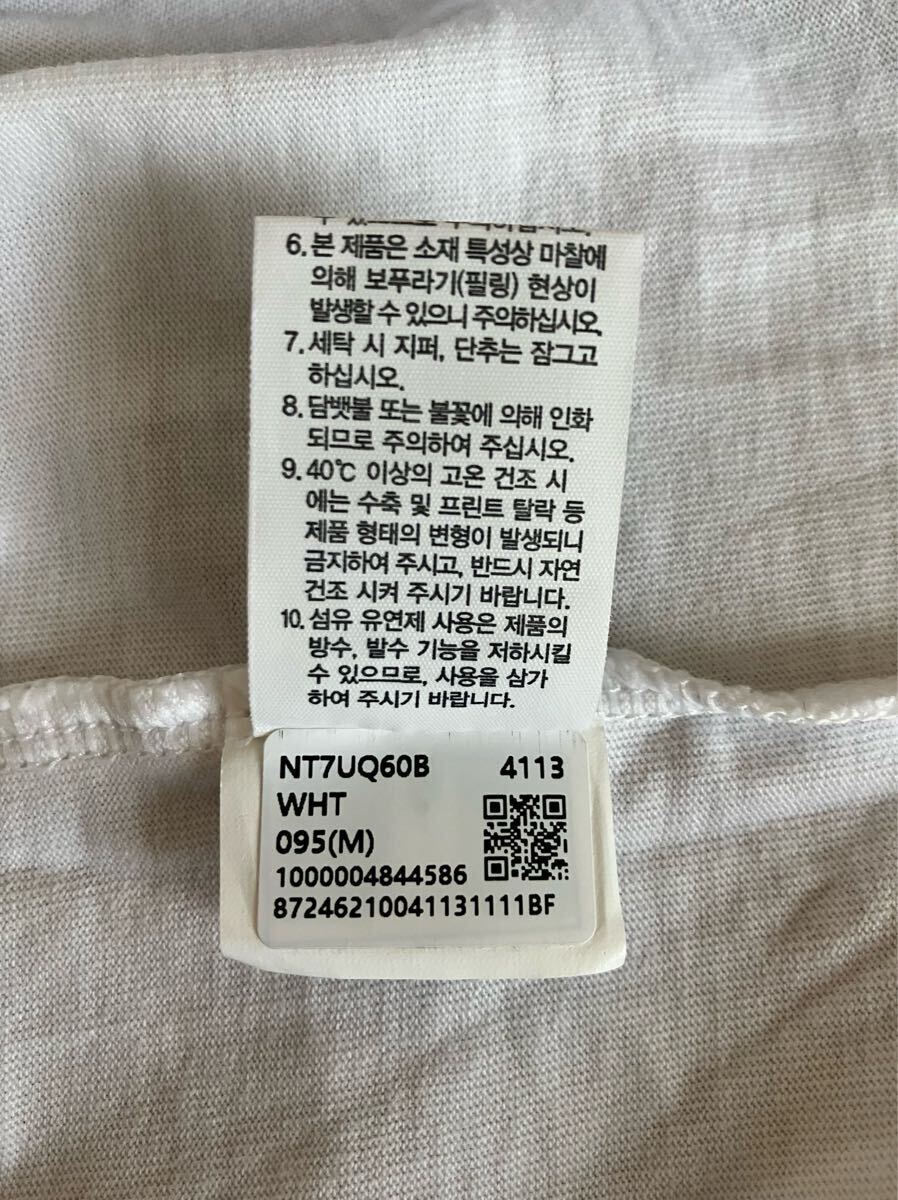 6. 본 제품은 소재 특성상 마찰에
의해 보푸라기(필링) 현상이
발생할 수 있으니 주의하십시오.
7. 세탁 시 지퍼, 단추는 잠그고
하십시오.
8. 담뱃불 또는 불꽃에 의해 인화
되므로 주의하여 주십시오.
9. 40℃ 이상의 고온 건조 시
에는 수축 및 프린트 탈락 등
제품 형태의 변형이 발생되니
금지하여 주시고, 반드시 자연
건조 시켜 주시기 바랍니다.
10. 섬유 유연제 사용은 제품의
방수, 발수 기능을 저하시킬
수 있으므로, 사용을 삼가
하여 주시기 바랍니다.
NT7UQ60B 4113
WHT
095(M)
1000004844586
87246210041131111BF